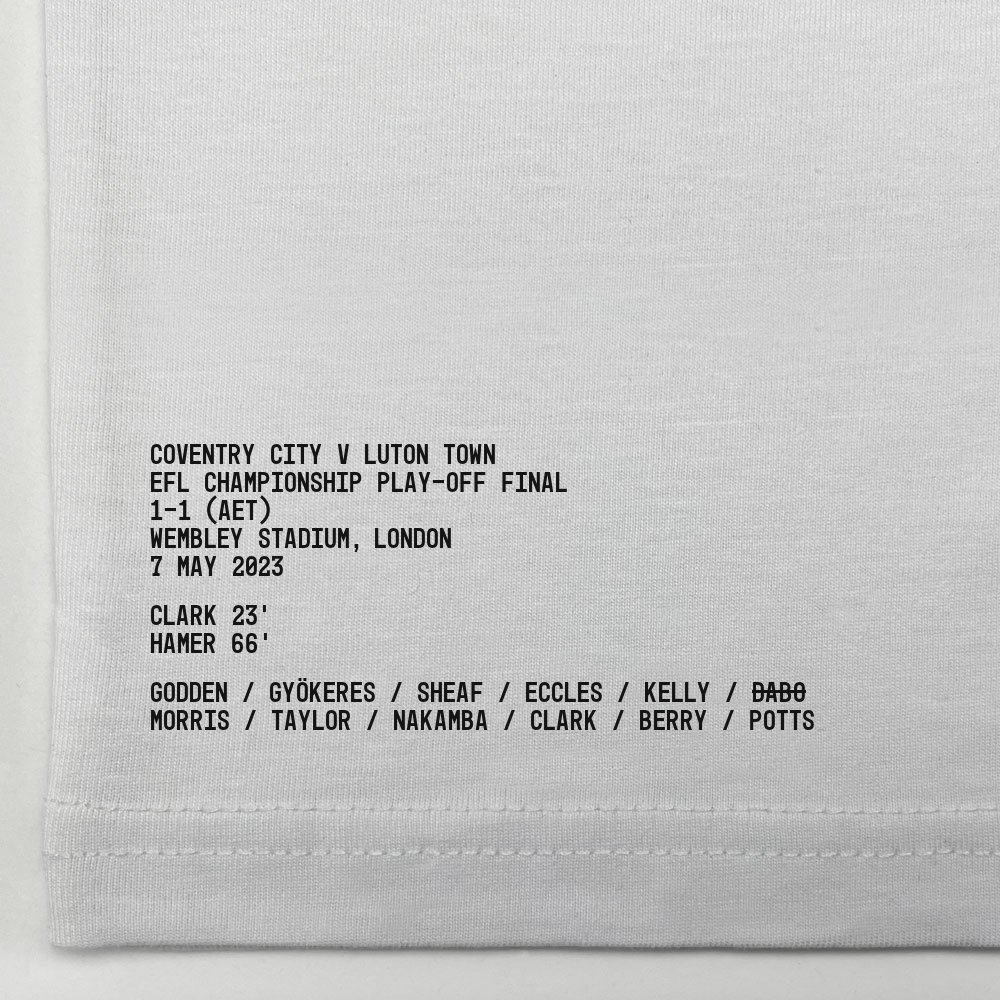 COVENTRY CITY V LUTON TOWN
EFL CHAMPIONSHIP PLAY-OFF FINAL
1-1 (AET)
WEMBLEY STADIUM, LONDON
7 MAY 2023
CLARK 23'
HAMER 66'
GODDEN / GYÖKERES / SHEAF / ECCLES / KELLY / DABO
MORRIS / TAYLOR / NAKAMBA / CLARK / BERRY / POTTS